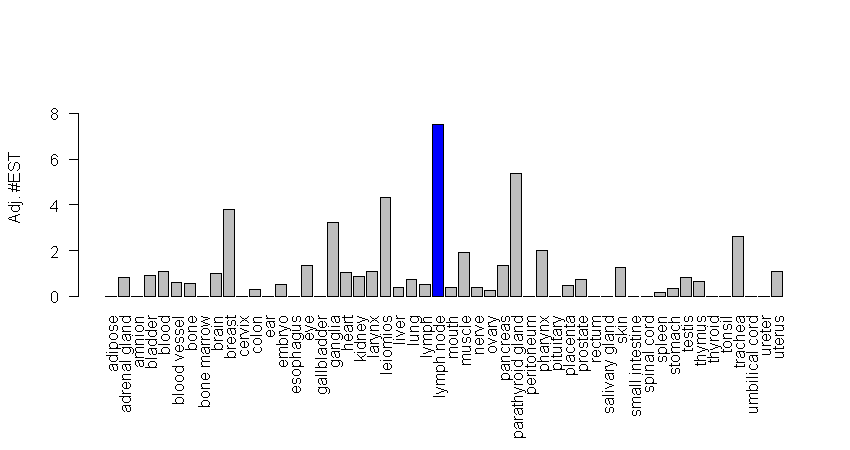 Adj. #EST
8
6
4
2
0
adipose
adrenal gland
amnion
bladder
blood
blood vessel
bone
bone marrow
brain
breast
cervix
colon
ear
embryo
esophagus
eye
gallbladder
ganglia
heart
kidney
larynx
leiomios
liver
lung
lymph
lymph node
mouth
muscle
nerve
ovary
pancreas
parathyroid gland
peritoneum
pharynx
pituitary
placenta
prostate
rectum
salivary gland
skin
small intestine
spinal cord
spleen
stomach
testis
thymus
thyroid
tonsil
trachea
umbilical cord
ureter
uterus